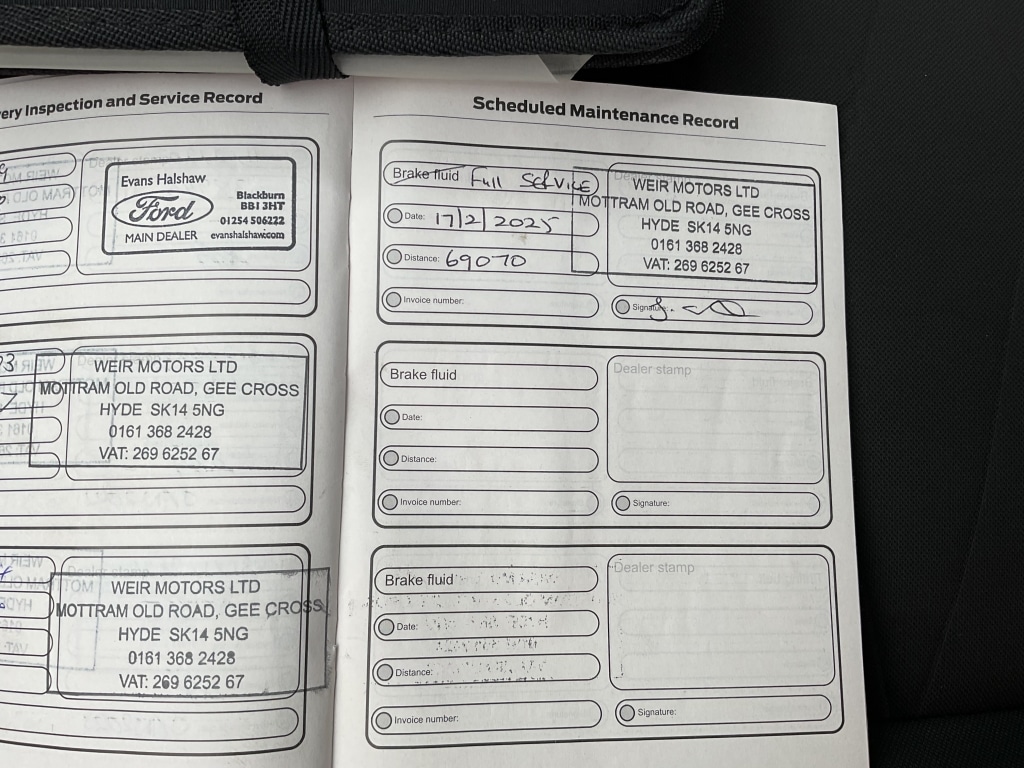 ery Inspection and Service Record
Evans Halshaw
Ford
MAIN DEALER
Blackburn
BB1 3HT
01254 506222
evanshalshaw.com
WEIR MOTORS LTD
MOTTRAM OLD ROAD, GEE CROSS
HYDE SK14 5NG
0161 368 2428
VAT: 269 6252 67
WEIR MOTORS LTD
MOTTRAM OLD ROAD, GEE CROSS
HYDE SK14 5NG
0161 368 2428
VAT: 269 6252 67
Scheduled Maintenance Record
Brake fluid Full Service
Date: 17/2/2025
Distance: 69070
Invoice number:
WEIR MOTORS LTD
MOTTRAM OLD ROAD, GEE CROSS
HYDE SK14 5NG
0161 368 2428
VAT: 269 6252 67
Signature:
Brake fluid
Date:
Distance:
Invoice number:
Dealer stamp
Signature:
Brake fluid
Date:
Distance:
Invoice number:
Dealer stamp
Signature: